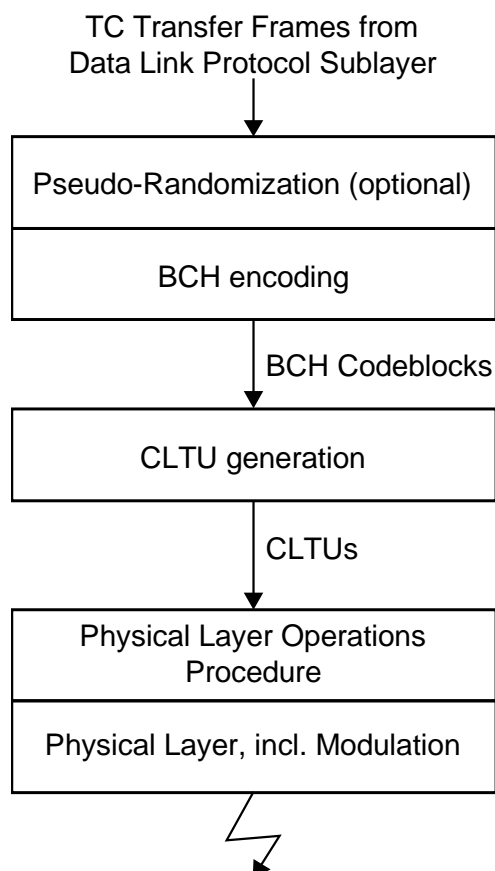 TC Transfer Frames from
Data Link Protocol Sublayer
Pseudo-Randomization (optional)
BCH encoding
BCH Codeblocks
CLTU generation
CLTUs
Physical Layer Operations
Procedure
Physical Layer, incl. Modulation